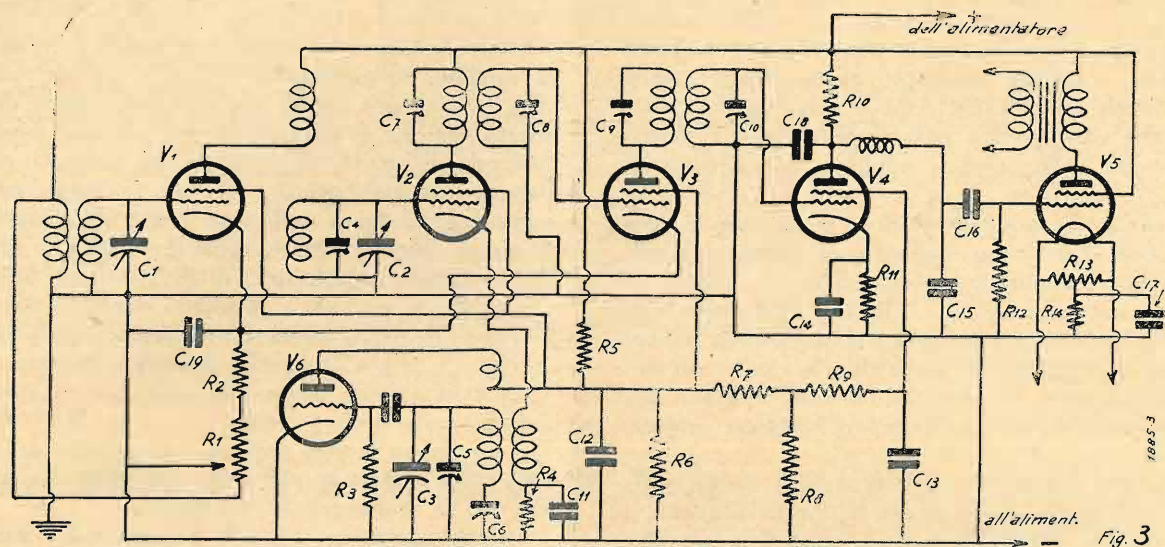 +
dell'alimentatore
R10
C7
C8
C9
C10
C18
V1
V2
V3
V4
V5
C4
C1
C2
C16
R13
C17
R11
C14
C15
R12
R14
C19
R5
R2
V6
R7
R9
R1
C12
R6
C13
R3
C3
C5
R4
C11
R8
C6
1885·3
all'aliment.
−
Fig. 3